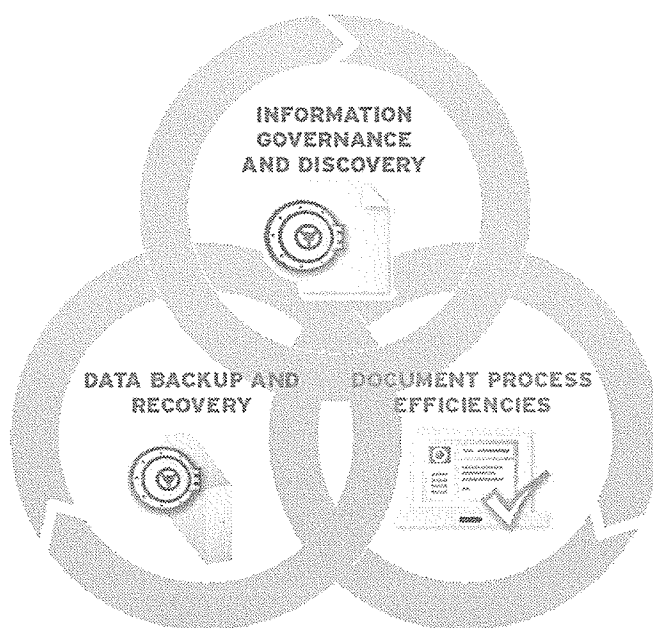 INFORMATION
GOVERNANCE
AND DISCOVERY
DATA BACKUP AND
RECOVERY
DOCUMENT PROCESS
EFFICIENCIES